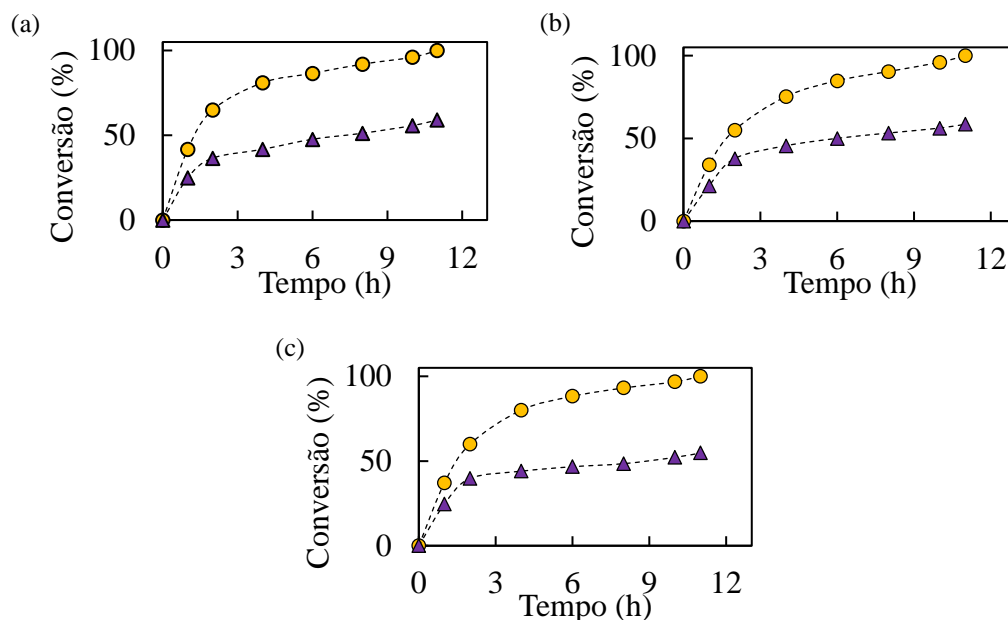 (a)
Conversão (%)
100
50
0
0 3 6 9 12
Tempo (h)
(b)
Conversão (%)
100
50
0
0 3 6 9 12
Tempo (h)
(c)
Conversão (%)
100
50
0
0 3 6 9 12
Tempo (h)